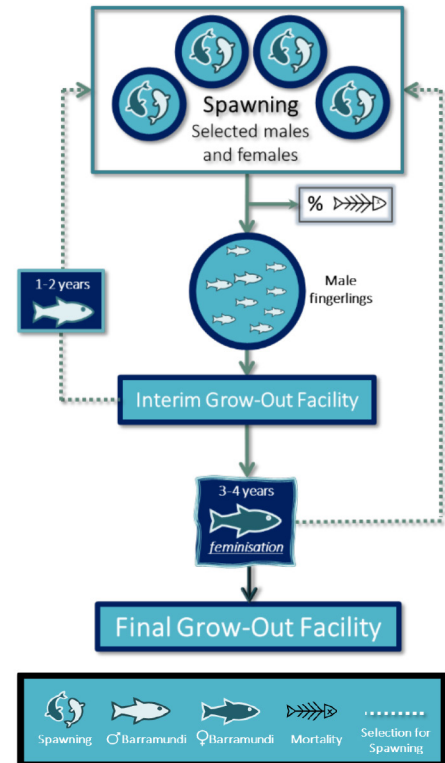 Spawning
Selected males
and females
%
Male
fingerlings
1-2 years
Interim Grow-Out Facility
3-4 years
feminisation
Final Grow-Out Facility
Spawning
♂Barramundi
♀Barramundi
Mortality
Selection for
Spawning